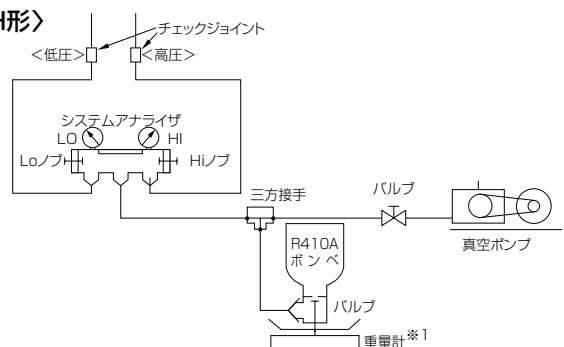 H形〉
チェックジョイント
<低圧>
<高圧>
システムアナライザ
LO
HI
Loノブ
Hiノブ
三方接手
バルブ
R410A
ボンベ
真空ポンプ
バルブ
重量計※1